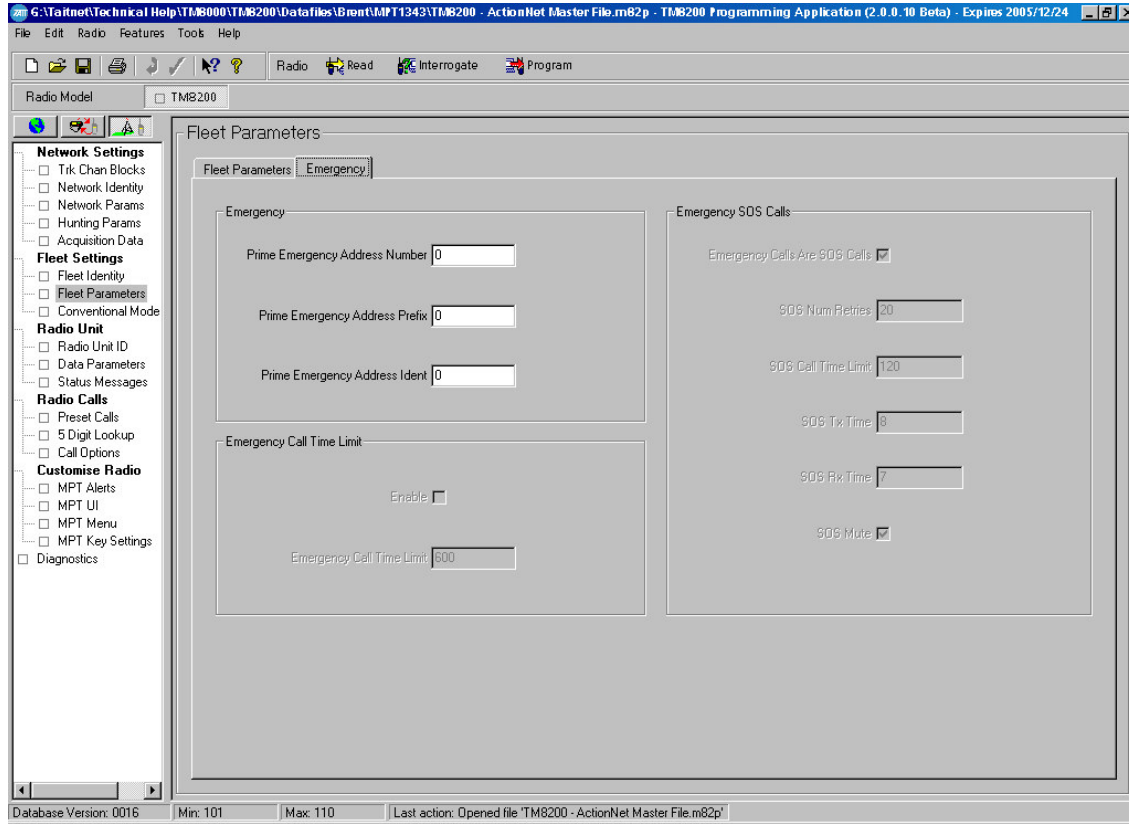 G:\Taitnet\Technical Help\TM8000\TM8200\Datafiles\Brent\MPT1343\TM8200 - ActionNet Master File.m82p - TM8200 Programming Application (2.0.0.10 Beta) - Expires 2005/12/24
File Edit Radio Features Tools Help
Radio Read Interrogate Program
Radio Model TM8200
Network Settings
Trk Chan Blocks
Network Identity
Network Params
Hunting Params
Acquisition Data
Fleet Settings
Fleet Identity
Fleet Parameters
Conventional Mode
Radio Unit
Radio Unit ID
Data Parameters
Status Messages
Radio Calls
Preset Calls
5 Digit Lookup
Call Options
Customise Radio
MPT Alerts
MPT UI
MPT Menu
MPT Key Settings
Diagnostics
Fleet Parameters
Fleet Parameters Emergency
Emergency
Prime Emergency Address Number 0
Prime Emergency Address Prefix 0
Prime Emergency Address Ident 0
Emergency Call Time Limit
Enable
Emergency Call Time Limit 600
Emergency SOS Calls
Emergency Calls Are SOS Calls
SOS Num Retries 20
SOS Call Time Limit 120
SOS Tx Time 8
SOS Rx Time 7
SOS Mute
Database Version: 0016 Min: 101 Max: 110 Last action: Opened file 'TM8200 - ActionNet Master File.m82p'